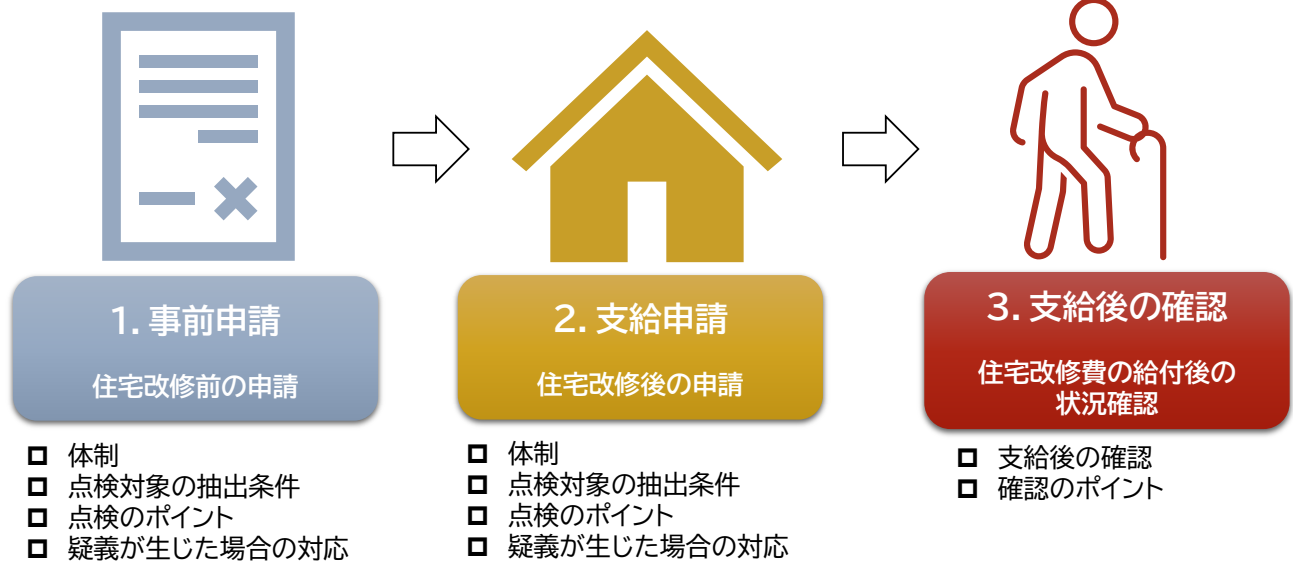 1. 事前申請
住宅改修前の申請
体制
点検対象の抽出条件
点検のポイント
疑義が生じた場合の対応
2. 支給申請
住宅改修後の申請
体制
点検対象の抽出条件
点検のポイント
疑義が生じた場合の対応
3. 支給後の確認
住宅改修費の給付後の
状況確認
支給後の確認
確認のポイント